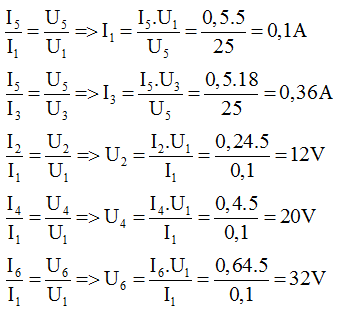 I₅/I₁ = U₅/U₁ => I₁ = I₅.U₁/U₅ = 0,5.5/25 = 0,1A
I₅/I₃ = U₅/U₃ => I₃ = I₅.U₃/U₅ = 0,5.18/25 = 0,36A
I₂/I₁ = U₂/U₁ => U₂ = I₂.U₁/I₁ = 0,24.5/0,1 = 12V
I₄/I₁ = U₄/U₁ => U₄ = I₄.U₁/I₁ = 0,4.5/0,1 = 20V
I₆/I₁ = U₆/U₁ => U₆ = I₆.U₁/I₁ = 0,64.5/0,1 = 32V